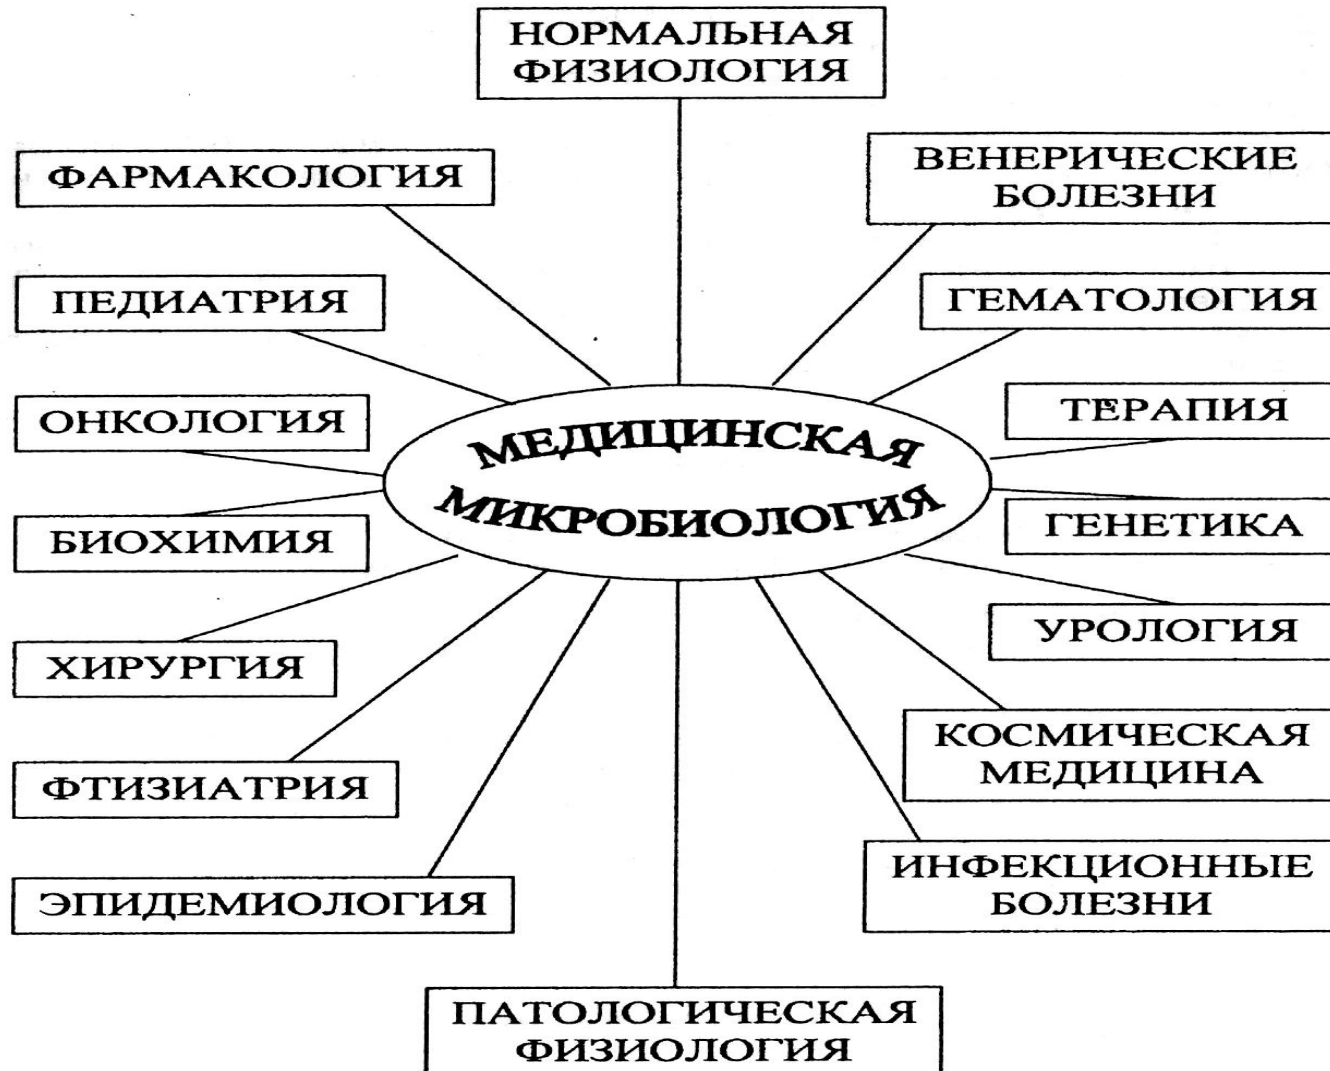 НОРМАЛЬНАЯ
ФИЗИОЛОГИЯ
ФАРМАКОЛОГИЯ
ВЕНЕРИЧЕСКИЕ
БОЛЕЗНИ
ПЕДИАТРИЯ
ГЕМАТОЛОГИЯ
ОНКОЛОГИЯ
ТЕРАПИЯ
МЕДИЦИНСКАЯ
МИКРОБИОЛОГИЯ
БИОХИМИЯ
ГЕНЕТИКА
ХИРУРГИЯ
УРОЛОГИЯ
ФТИЗИАТРИЯ
КОСМИЧЕСКАЯ
МЕДИЦИНА
ЭПИДЕМИОЛОГИЯ
ИНФЕКЦИОННЫЕ
БОЛЕЗНИ
ПАТОЛОГИЧЕСКАЯ
ФИЗИОЛОГИЯ